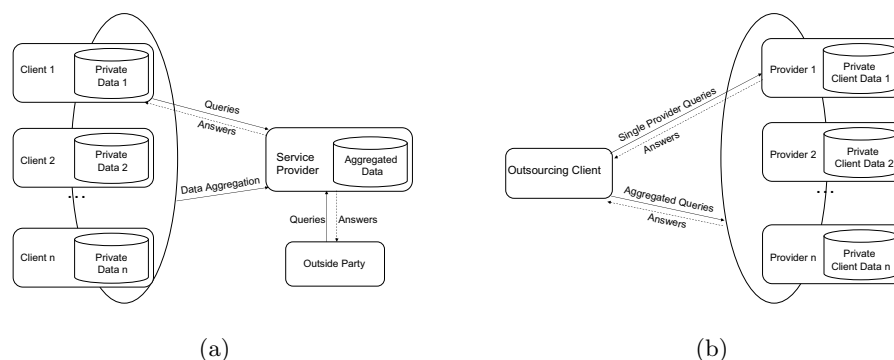 Client 1
Private
Data 1
Queries
Answers
Client 2
Private
Data 2
Service
Provider
Aggregated
Data
Data Aggregation
...
Queries
Answers
Client n
Private
Data n
Outside Party
(a)
Provider 1
Private
Client Data 1
Single Provider Queries
Answers
Provider 2
Private
Client Data 2
Outsourcing Client
...
Aggregated Queries
Answers
Provider n
Private
Client Data n
(b)